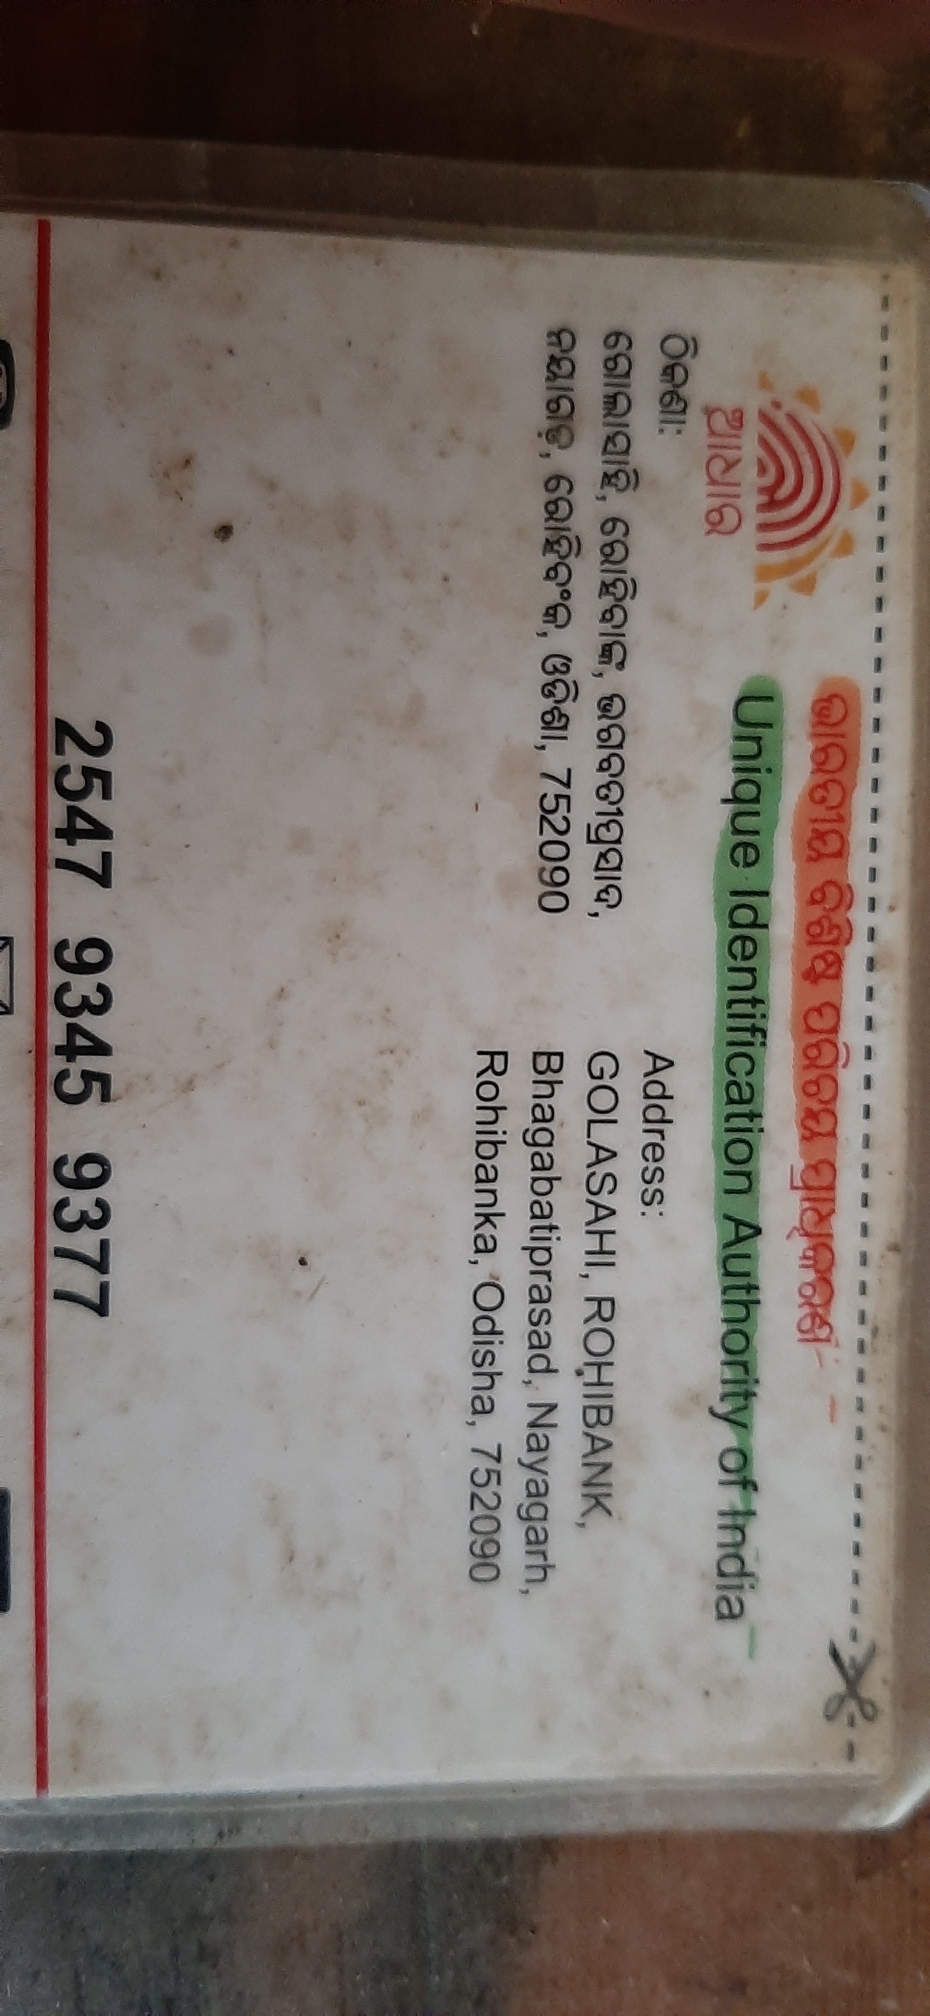 ଭାରତୀୟ ବିଶିଷ୍ଟ ପରିଚୟ ପ୍ରାଧିକରଣ
Unique Identification Authority of India
ଆଧାର
ଠିକଣା:
ଗୋଲାସାହି, ରୋହିବାଙ୍କ, ଭଗବତୀପ୍ରସାଦ,
ନୟାଗଡ଼, ରୋହିବଂକ, ଓଡିଶା, 752090
Address:
GOLASAHI, ROHIBANK,
Bhagabatiprasad, Nayagarh,
Rohibanka, Odisha, 752090
2547 9345 9377